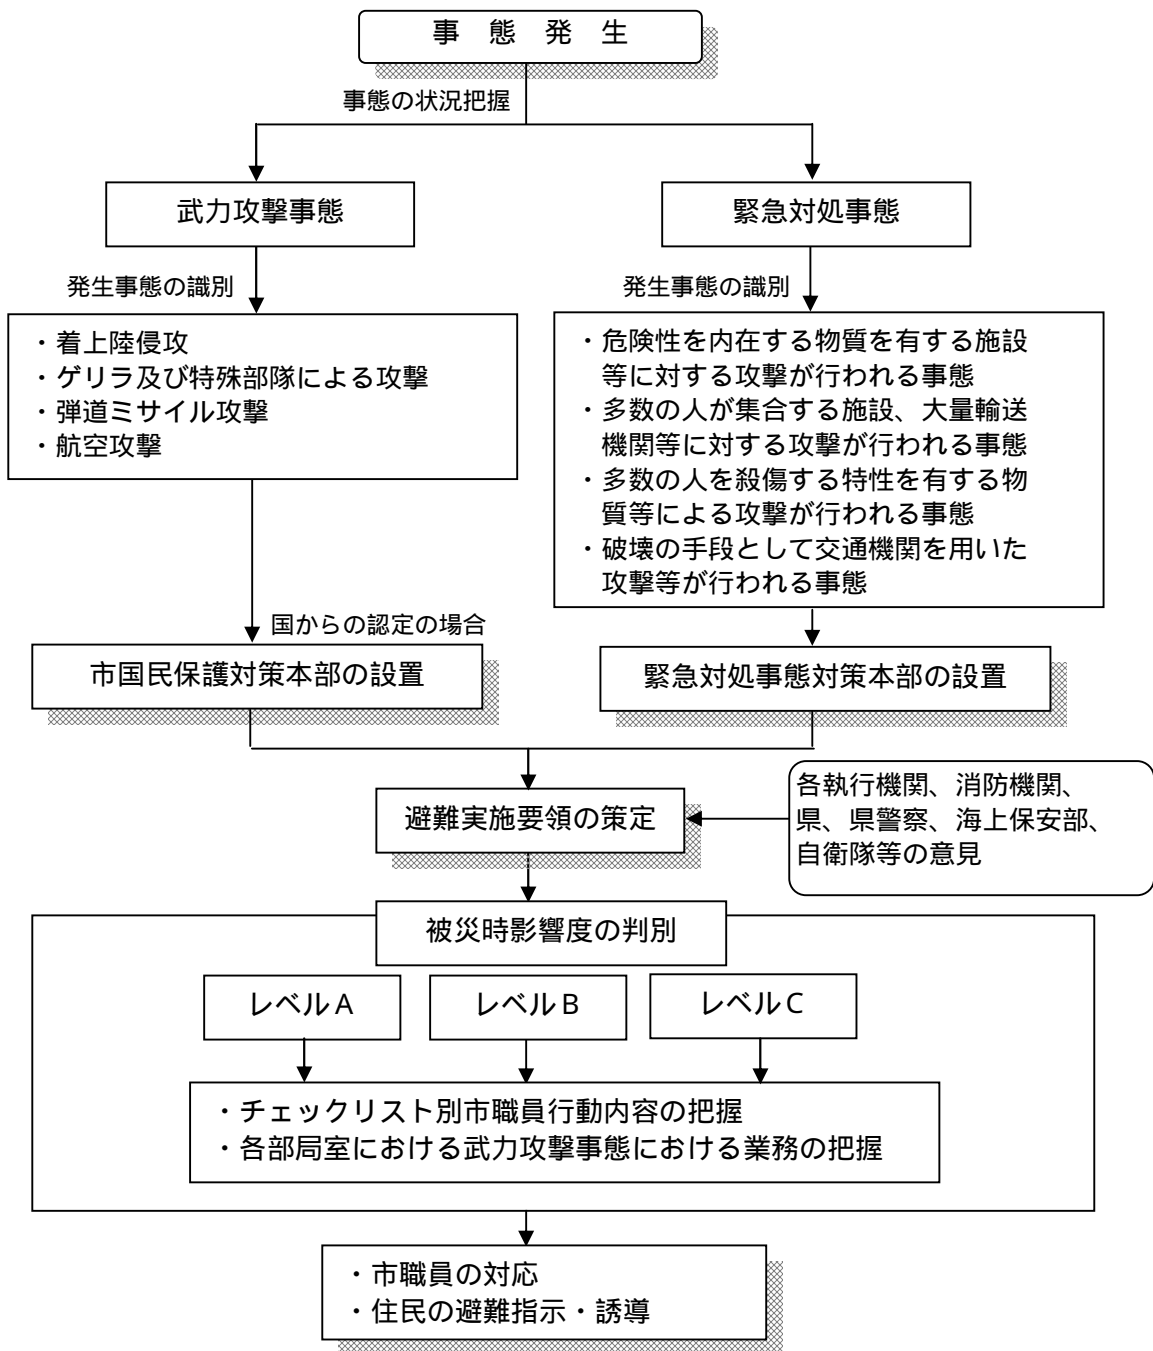 事 態 発 生
事態の状況把握
武力攻撃事態
緊急対処事態
発生事態の識別
発生事態の識別
・着上陸侵攻
・ゲリラ及び特殊部隊による攻撃
・弾道ミサイル攻撃
・航空攻撃
・危険性を内在する物質を有する施設
等に対する攻撃が行われる事態
・多数の人が集合する施設、大量輸送
機関等に対する攻撃が行われる事態
・多数の人を殺傷する特性を有する物
質等による攻撃が行われる事態
・破壊の手段として交通機関を用いた
攻撃等が行われる事態
国からの認定の場合
市国民保護対策本部の設置
緊急対処事態対策本部の設置
避難実施要領の策定
各執行機関、消防機関、
県、県警察、海上保安部、
自衛隊等の意見
被災時影響度の判別
レベルA
レベルB
レベルC
・チェックリスト別市職員行動内容の把握
・各部局室における武力攻撃事態における業務の把握
・市職員の対応
・住民の避難指示・誘導